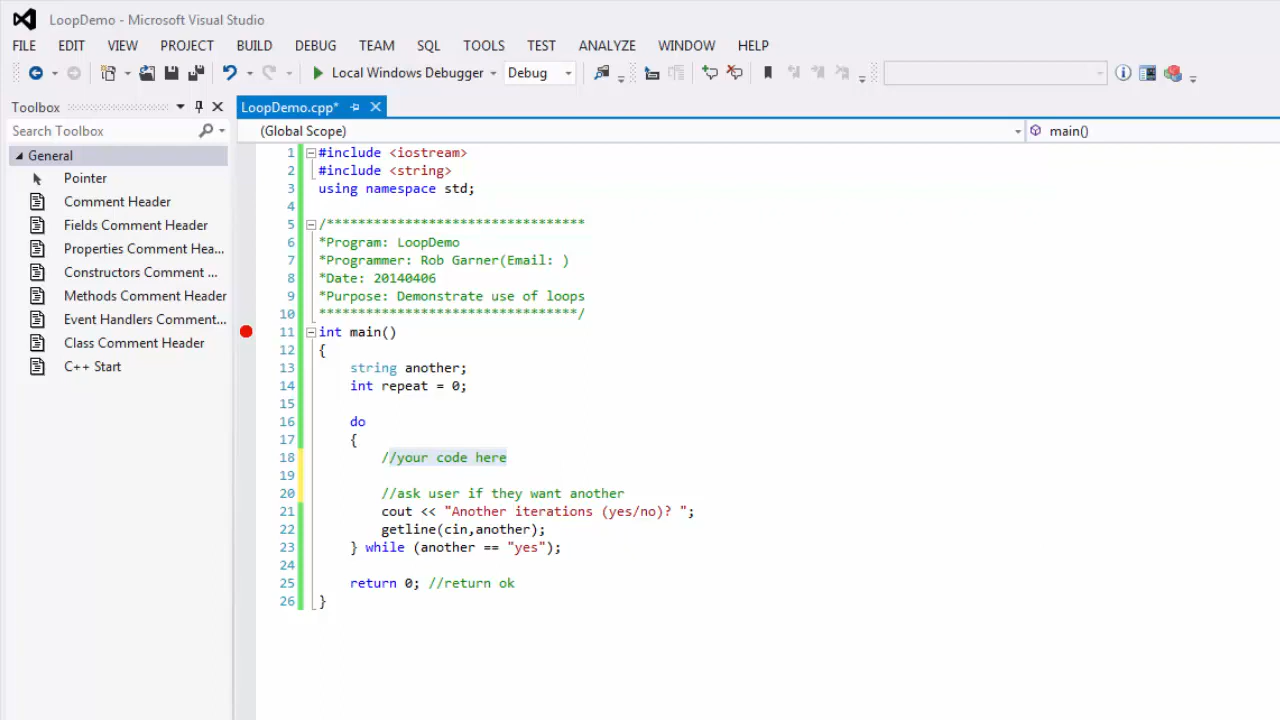 LoopDemo - Microsoft Visual Studio
FILE EDIT VIEW PROJECT BUILD DEBUG TEAM SQL TOOLS TEST ANALYZE WINDOW HELP
Local Windows Debugger Debug
Toolbox
LoopDemo.cpp*
Search Toolbox
(Global Scope) main()
General
Pointer
Comment Header
Fields Comment Header
Properties Comment Hea...
Constructors Comment ...
Methods Comment Header
Event Handlers Comment...
Class Comment Header
C++ Start
1 #include <iostream>
2 #include <string>
3 using namespace std;
4
5 /*********************************
6 *Program: LoopDemo
7 *Programmer: Rob Garner(Email: )
8 *Date: 20140406
9 *Purpose: Demonstrate use of loops
10 *********************************/
11 int main()
12 {
13 string another;
14 int repeat = 0;
15
16 do
17 {
18 //your code here
19
20 //ask user if they want another
21 cout << "Another iterations (yes/no)? ";
22 getline(cin,another);
23 } while (another == "yes");
24
25 return 0; //return ok
26 }